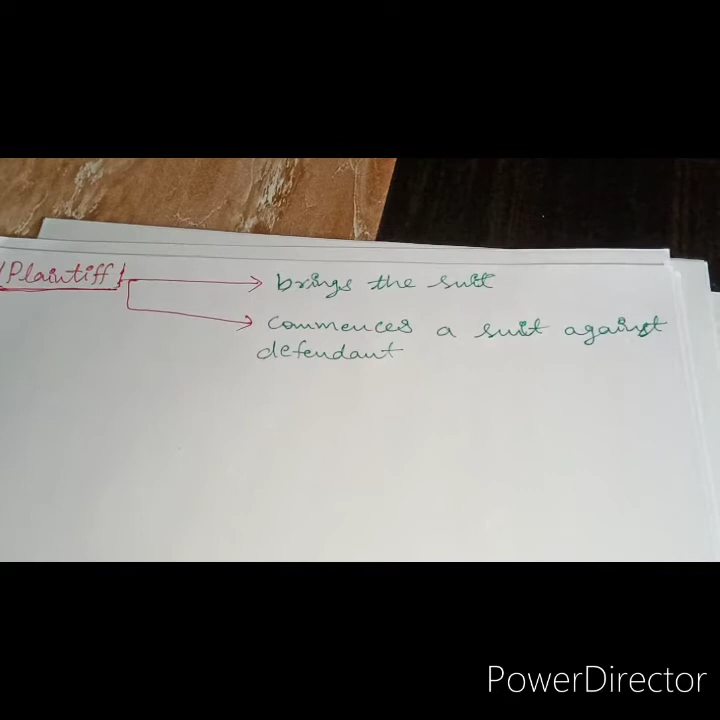 {Plaintiff}
brings the suit
Commences a suit against
defendant
PowerDirector